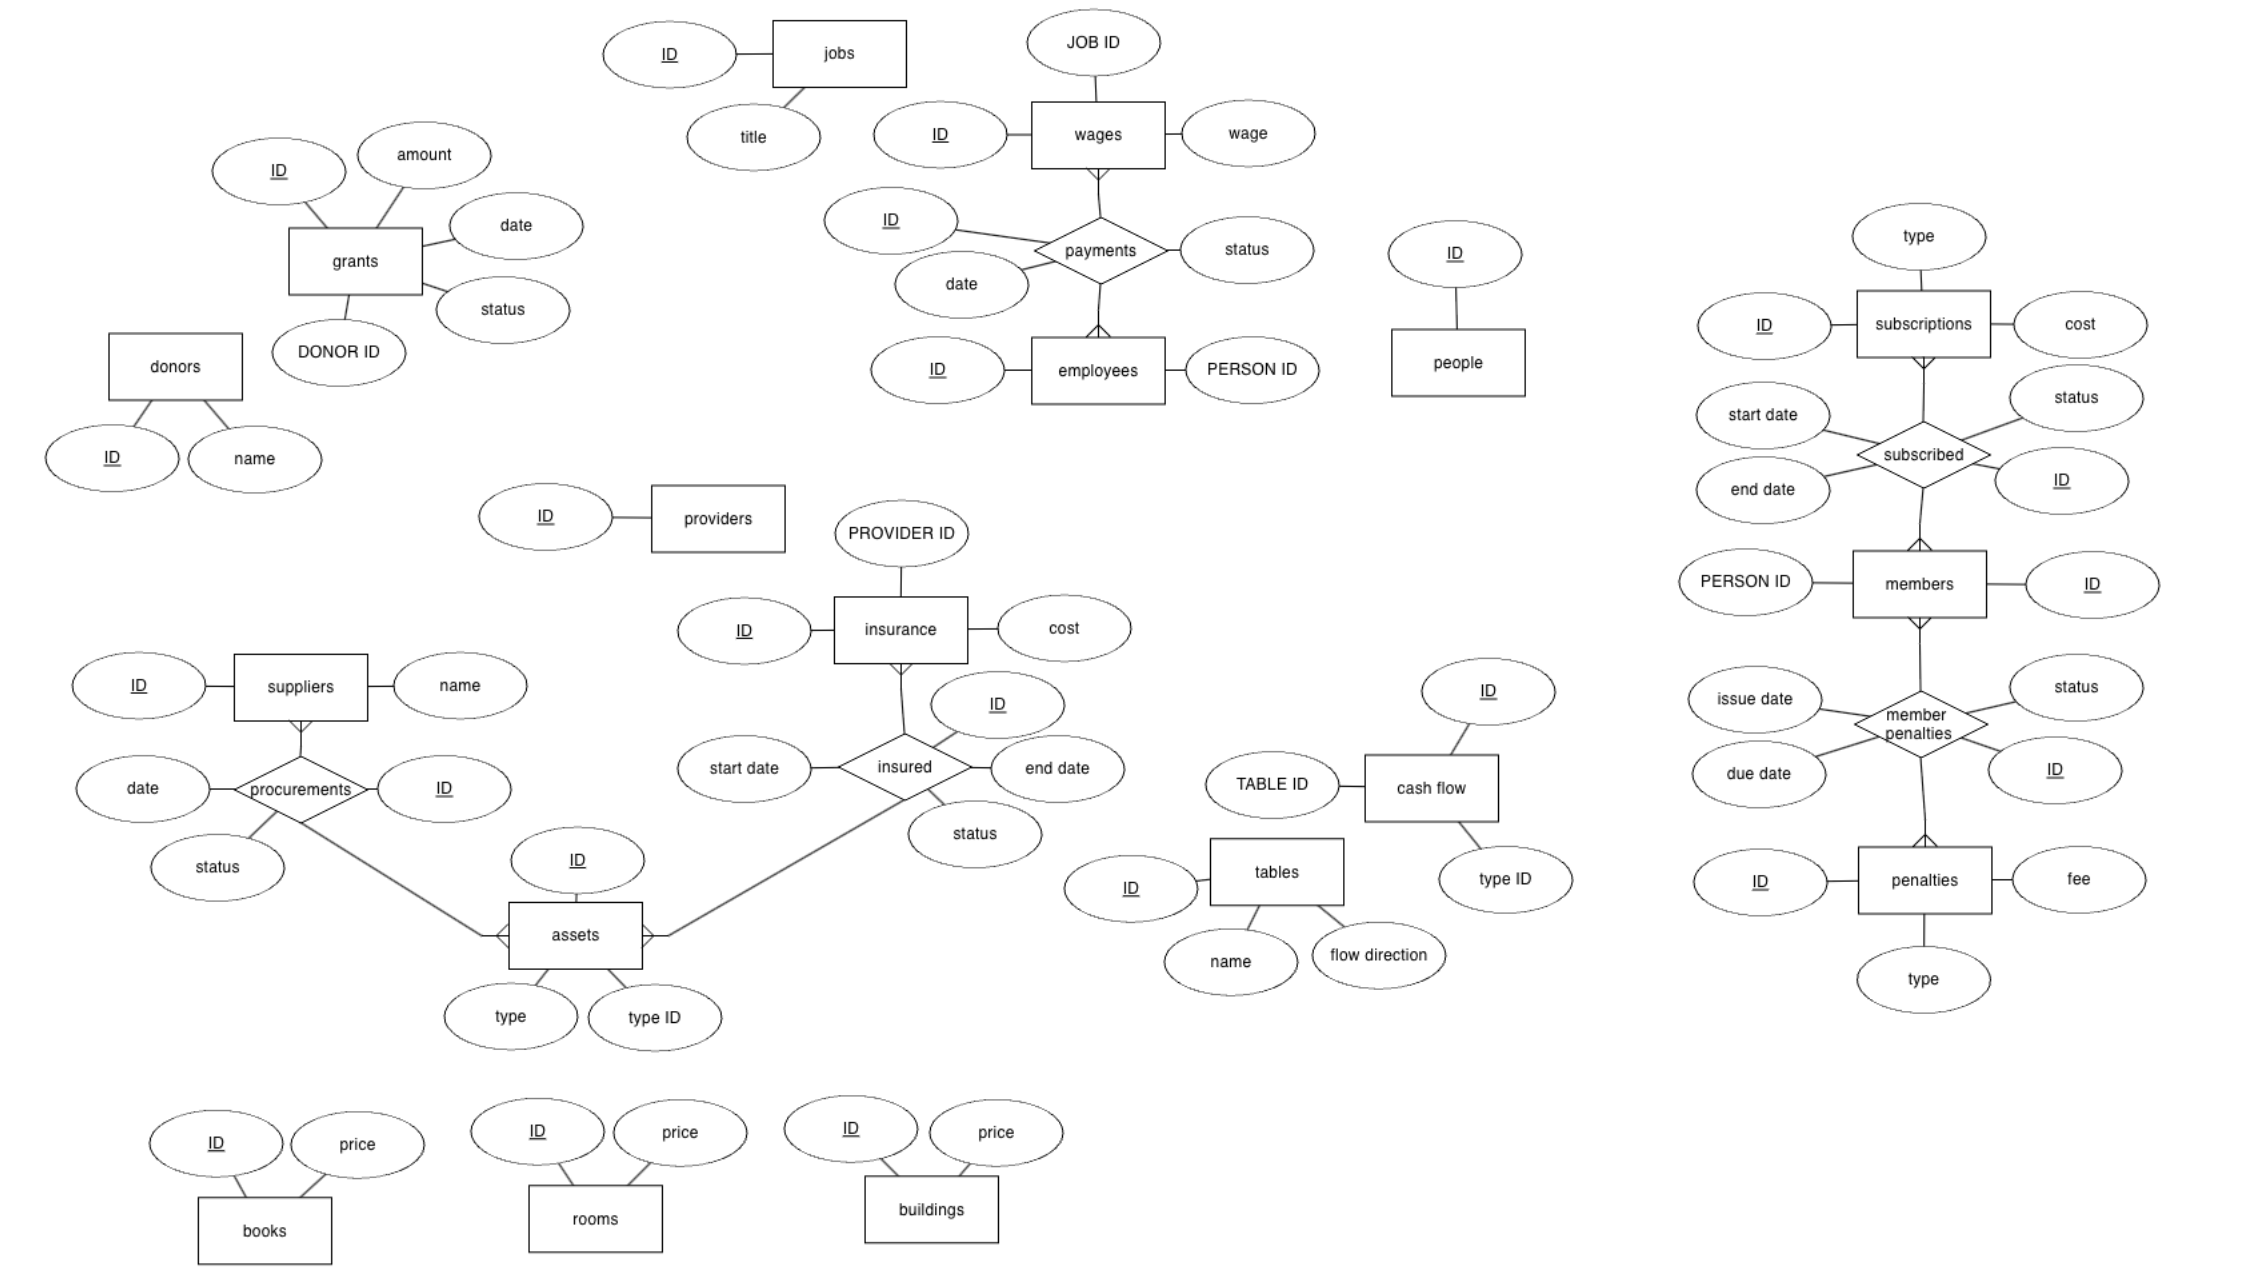 ID
jobs
title
JOB ID
ID
wages
wage
ID
amount
date
grants
status
DONOR ID
donors
ID
name
ID
payments
status
date
ID
employees
PERSON ID
ID
people
type
ID
subscriptions
cost
start date
status
subscribed
end date
ID
PERSON ID
members
ID
issue date
status
member
penalties
due date
ID
ID
penalties
fee
type
ID
providers
PROVIDER ID
ID
insurance
cost
ID
start date
insured
end date
status
ID
suppliers
name
date
procurements
ID
status
ID
assets
type
type ID
ID
TABLE ID
cash flow
type ID
ID
tables
name
flow direction
ID
price
books
ID
price
rooms
ID
price
buildings